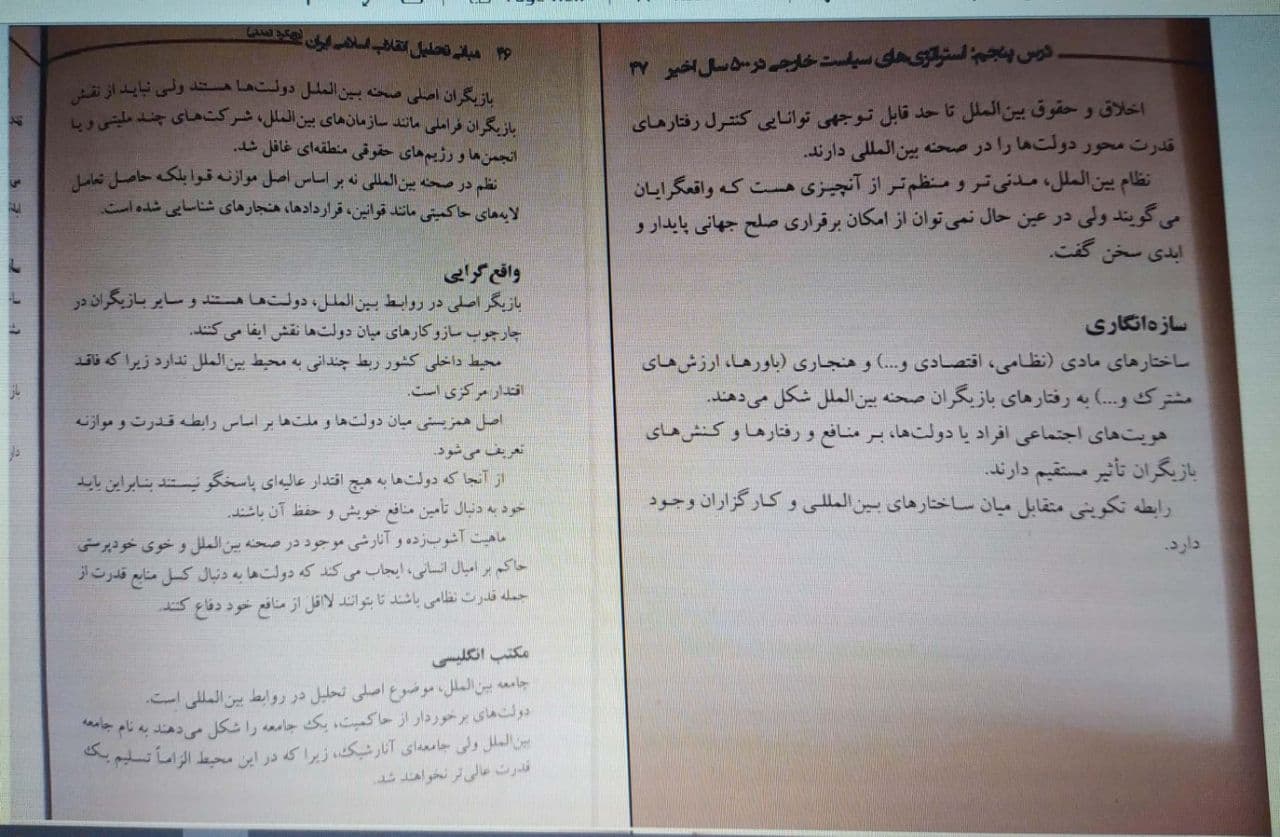 ۴۶ مبانی تحلیل انقلاب اسلامی ایران (رویکرد تمدنی)
بازیگران اصلی صحنه بین‌الملل دولت‌ها هستند ولی نباید از نقش
بازیگران فراملی مانند سازمان‌های بین‌الملل، شرکت‌های چند ملیتی و یا
انجمن‌ها و رژیم‌های حقوقی منطقه‌ای غافل شد.
نظم در صحنه بین‌المللی نه بر اساس اصل موازنه قوا بلکه حاصل تعامل
لایه‌های حاکمیتی مانند قوانین، قراردادها، هنجارهای شناسایی شده است.
واقع‌گرایی
بازیگر اصلی در روابط بین‌الملل، دولت‌ها هستند و سایر بازیگران در
چارچوب سازوکارهای میان دولت‌ها نقش ایفا می‌کنند.
محیط داخلی کشور ربط چندانی به محیط بین‌الملل ندارد زیرا که فاقد
اقتدار مرکزی است.
اصل همزیستی میان دولت‌ها و ملت‌ها بر اساس رابطه قدرت و موازنه
تعریف می‌شود.
از آنجا که دولت‌ها به هیچ اقتدار عالیه‌ای پاسخگو نیستند بنابراین باید
خود به دنبال تأمین منافع خویش و حفظ آن باشند.
ماهیت آشوب‌زده و آنارشی موجود در صحنه بین‌الملل و خوی خودپرستی
حاکم بر امیال انسانی، ایجاب می‌کند که دولت‌ها به دنبال کسل منابع قدرت از
جمله قدرت نظامی باشند تا بتوانند لااقل از منافع خود دفاع کنند.
مکتب انگلیسی
جامعه بین‌الملل، موضوع اصلی تحلیل در روابط بین‌المللی است.
دولت‌های برخوردار از حاکمیت، یک جامعه را شکل می‌دهند به نام جامعه
بین‌الملل ولی جامعه‌ای آنارشیک، زیرا که در این محیط الزاماً تسلیم یک
قدرت عالی‌تر نخواهند شد.
درس پنجم: استراتژی‌های سیاست خارجی در ۵۰۰ سال اخیر ۴۷
اخلاق و حقوق بین‌الملل تا حد قابل توجهی توانایی کنترل رفتارهای
قدرت محور دولت‌ها را در صحنه بین‌المللی دارند.
نظام بین‌الملل، مدنی‌تر و منظم‌تر از آنچیزی هست که واقعگرایان
می‌گویند ولی در عین حال نمی‌توان از امکان برقراری صلح جهانی پایدار و
ابدی سخن گفت.
سازه‌انگاری
ساختارهای مادی (نظامی، اقتصادی و...) و هنجاری (باورها، ارزش‌های
مشترک و...) به رفتارهای بازیگران صحنه بین‌الملل شکل می‌دهند.
هویت‌های اجتماعی افراد یا دولت‌ها، بر منافع و رفتارها و کنش‌های
بازیگران تأثیر مستقیم دارند.
رابطه تکوینی متقابل میان ساختارهای بین‌المللی و کارگزاران وجود
دارد.